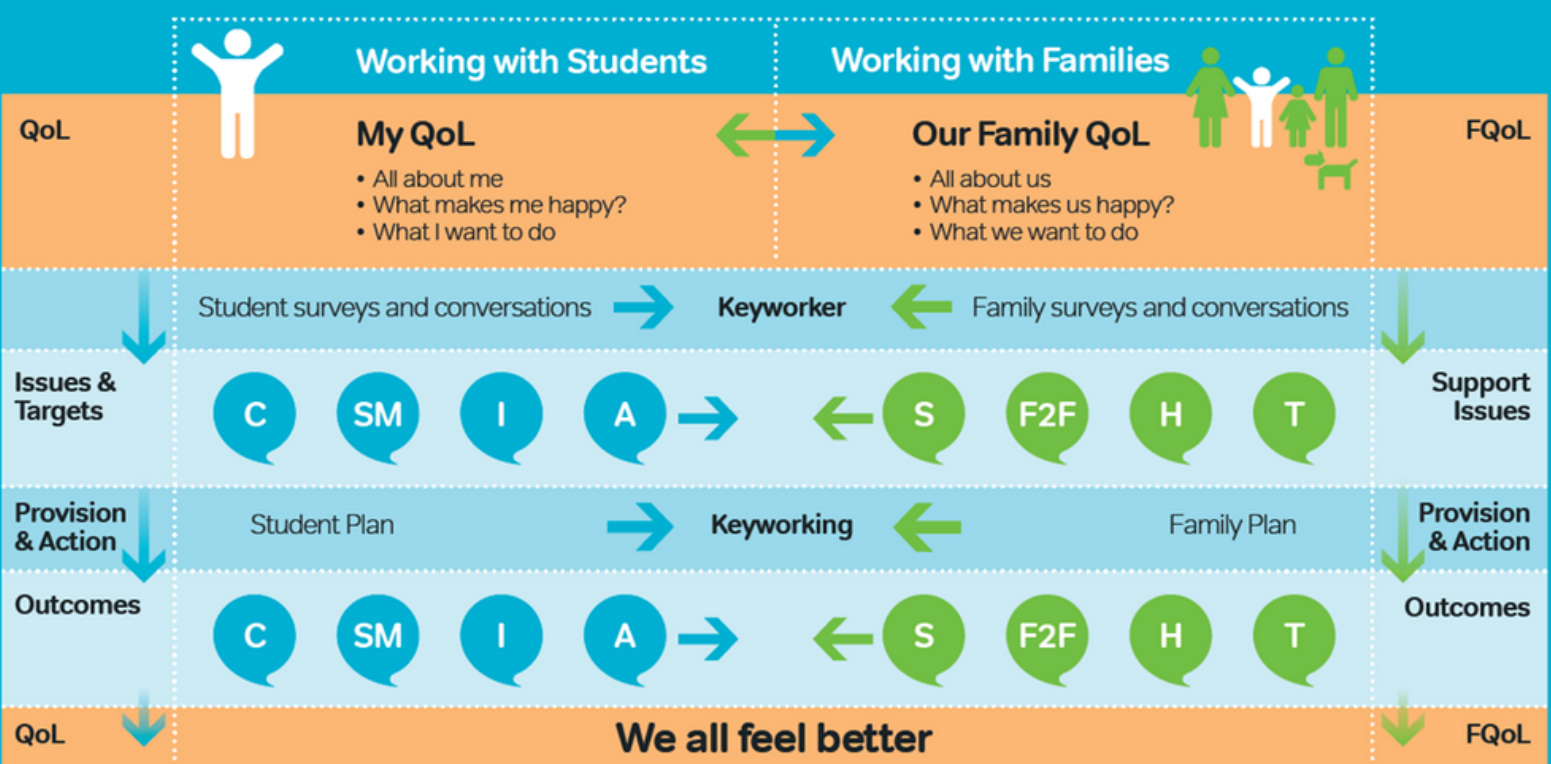 Working with Students
Working with Families
QoL
My QoL
• All about me
• What makes me happy?
• What I want to do
Our Family QoL
• All about us
• What makes us happy?
• What we want to do
FQoL
Student surveys and conversations
Keyworker
Family surveys and conversations
Issues &
Targets
C
SM
I
A
S
F2F
H
T
Support
Issues
Provision
& Action
Student Plan
Keyworking
Family Plan
Provision
& Action
Outcomes
C
SM
I
A
S
F2F
H
T
Outcomes
QoL
We all feel better
FQoL